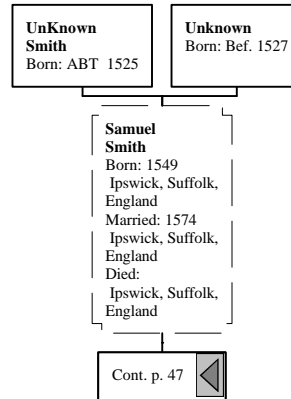 UnKnown
Smith
Born: ABT 1525
Unknown
Born: Bef. 1527
Samuel
Smith
Born: 1549
Ipswick, Suffolk,
England
Married: 1574
Ipswick, Suffolk,
England
Died:
Ipswick, Suffolk,
England
Cont. p. 47